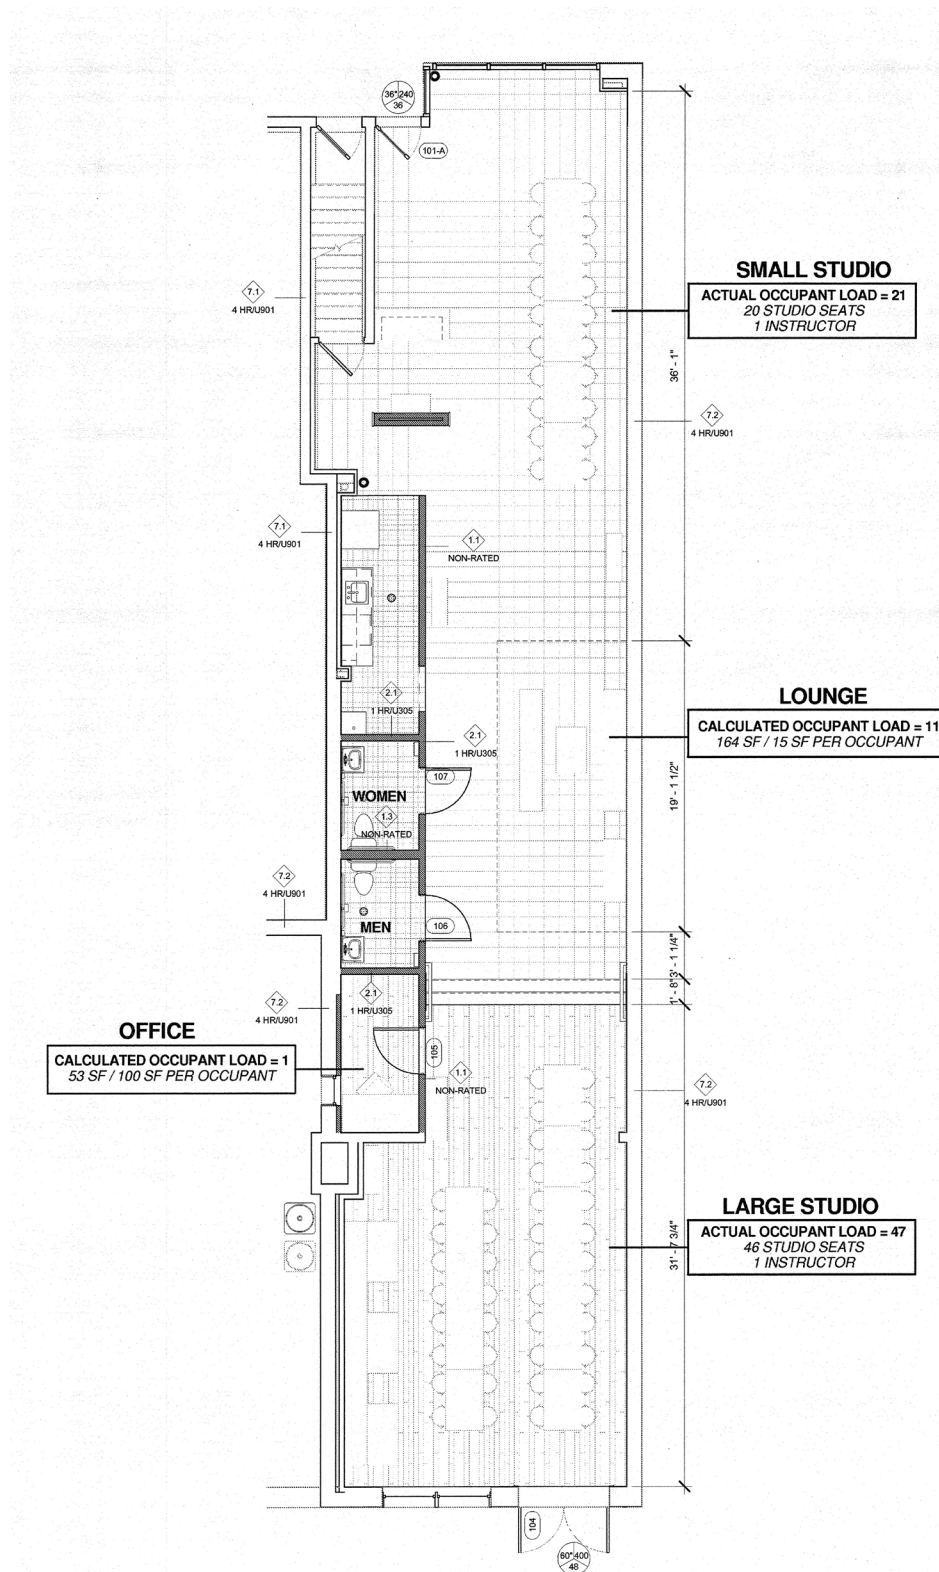 36" 240
36
101-A
SMALL STUDIO
ACTUAL OCCUPANT LOAD = 21
20 STUDIO SEATS
1 INSTRUCTOR
7.1
4 HR/U901
36' - 1"
7.2
4 HR/U901
7.1
4 HR/U901
1.1
NON-RATED
2.1
1 HR/U305
LOUNGE
CALCULATED OCCUPANT LOAD = 11
164 SF / 15 SF PER OCCUPANT
2.1
1 HR/U305
107
WOMEN
19' - 1 1/2"
1.3
NON-RATED
7.2
4 HR/U901
106
MEN
3' - 1 1/4"
1' - 8"
2.1
1 HR/U305
7.2
4 HR/U901
OFFICE
CALCULATED OCCUPANT LOAD = 1
53 SF / 100 SF PER OCCUPANT
105
1.1
NON-RATED
7.2
4 HR/U901
LARGE STUDIO
ACTUAL OCCUPANT LOAD = 47
46 STUDIO SEATS
1 INSTRUCTOR
31' - 7 3/4"
104
60" 400
48